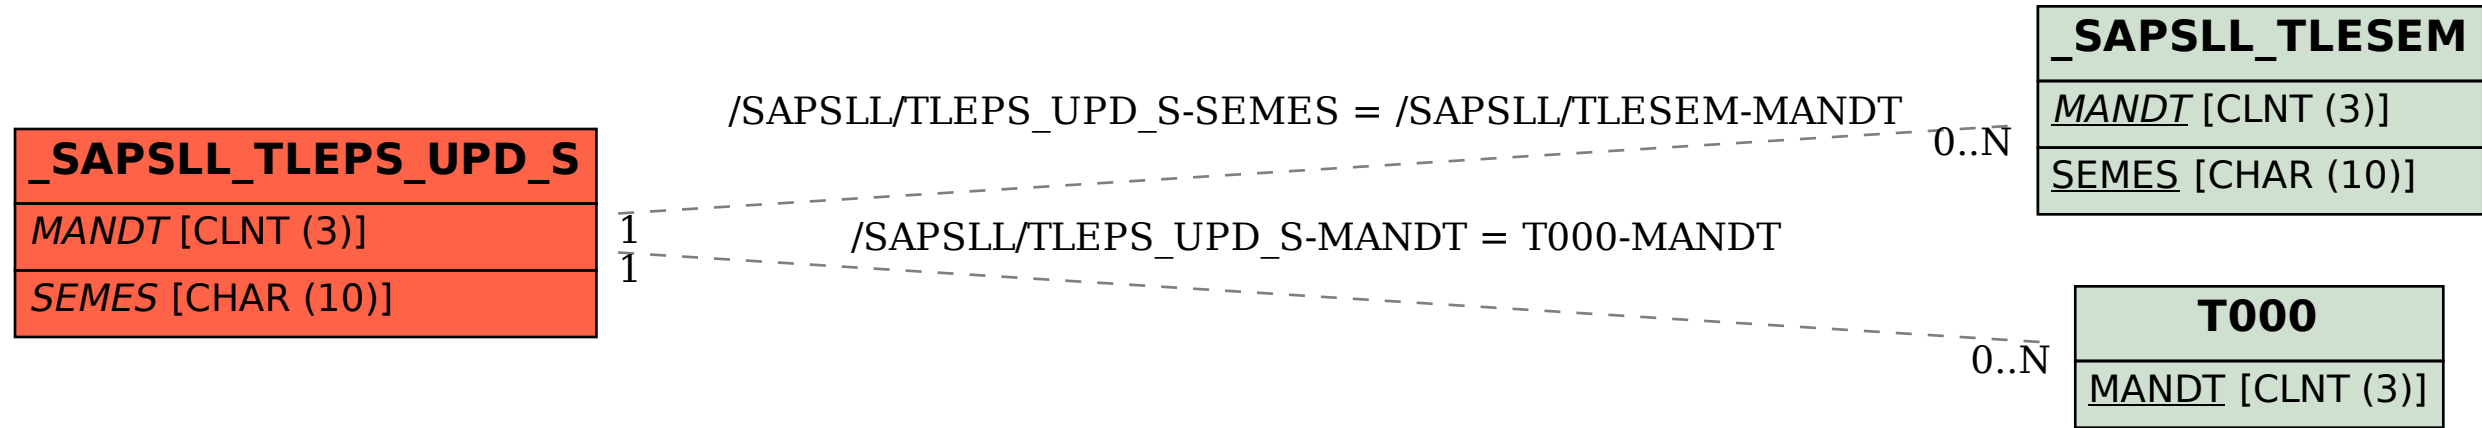 _SAPSLL_TLEPS_UPD_S
MANDT [CLNT (3)]
SEMES [CHAR (10)]
/SAPSLL/TLEPS_UPD_S-SEMES = /SAPSLL/TLESEM-MANDT
1
0..N
/SAPSLL/TLEPS_UPD_S-MANDT = T000-MANDT
1
0..N
_SAPSLL_TLESEM
MANDT [CLNT (3)]
SEMES [CHAR (10)]
T000
MANDT [CLNT (3)]